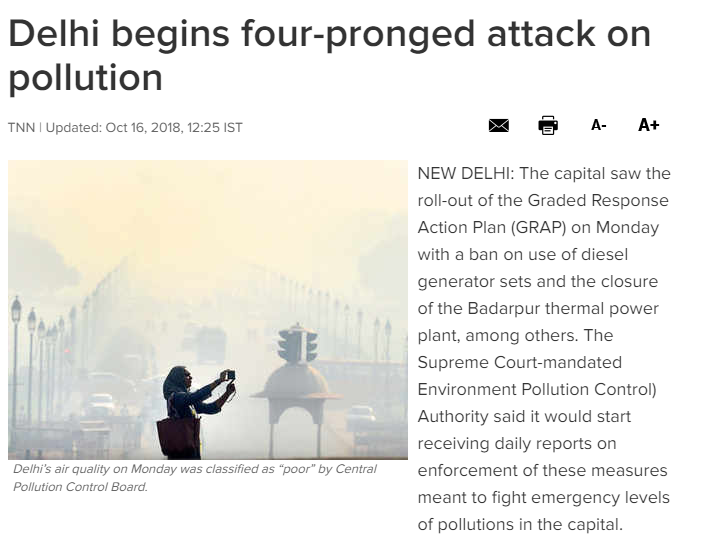 Delhi begins four-pronged attack on
pollution
TNN | Updated: Oct 16, 2018, 12:25 IST
A-
A+
NEW DELHI: The capital saw the
roll-out of the Graded Response
Action Plan (GRAP) on Monday
with a ban on use of diesel
generator sets and the closure
of the Badarpur thermal power
plant, among others. The
Supreme Court-mandated
Environment Pollution Control)
Authority said it would start
receiving daily reports on
enforcement of these measures
meant to fight emergency levels
of pollutions in the capital.
Delhi’s air quality on Monday was classified as “poor” by Central
Pollution Control Board.